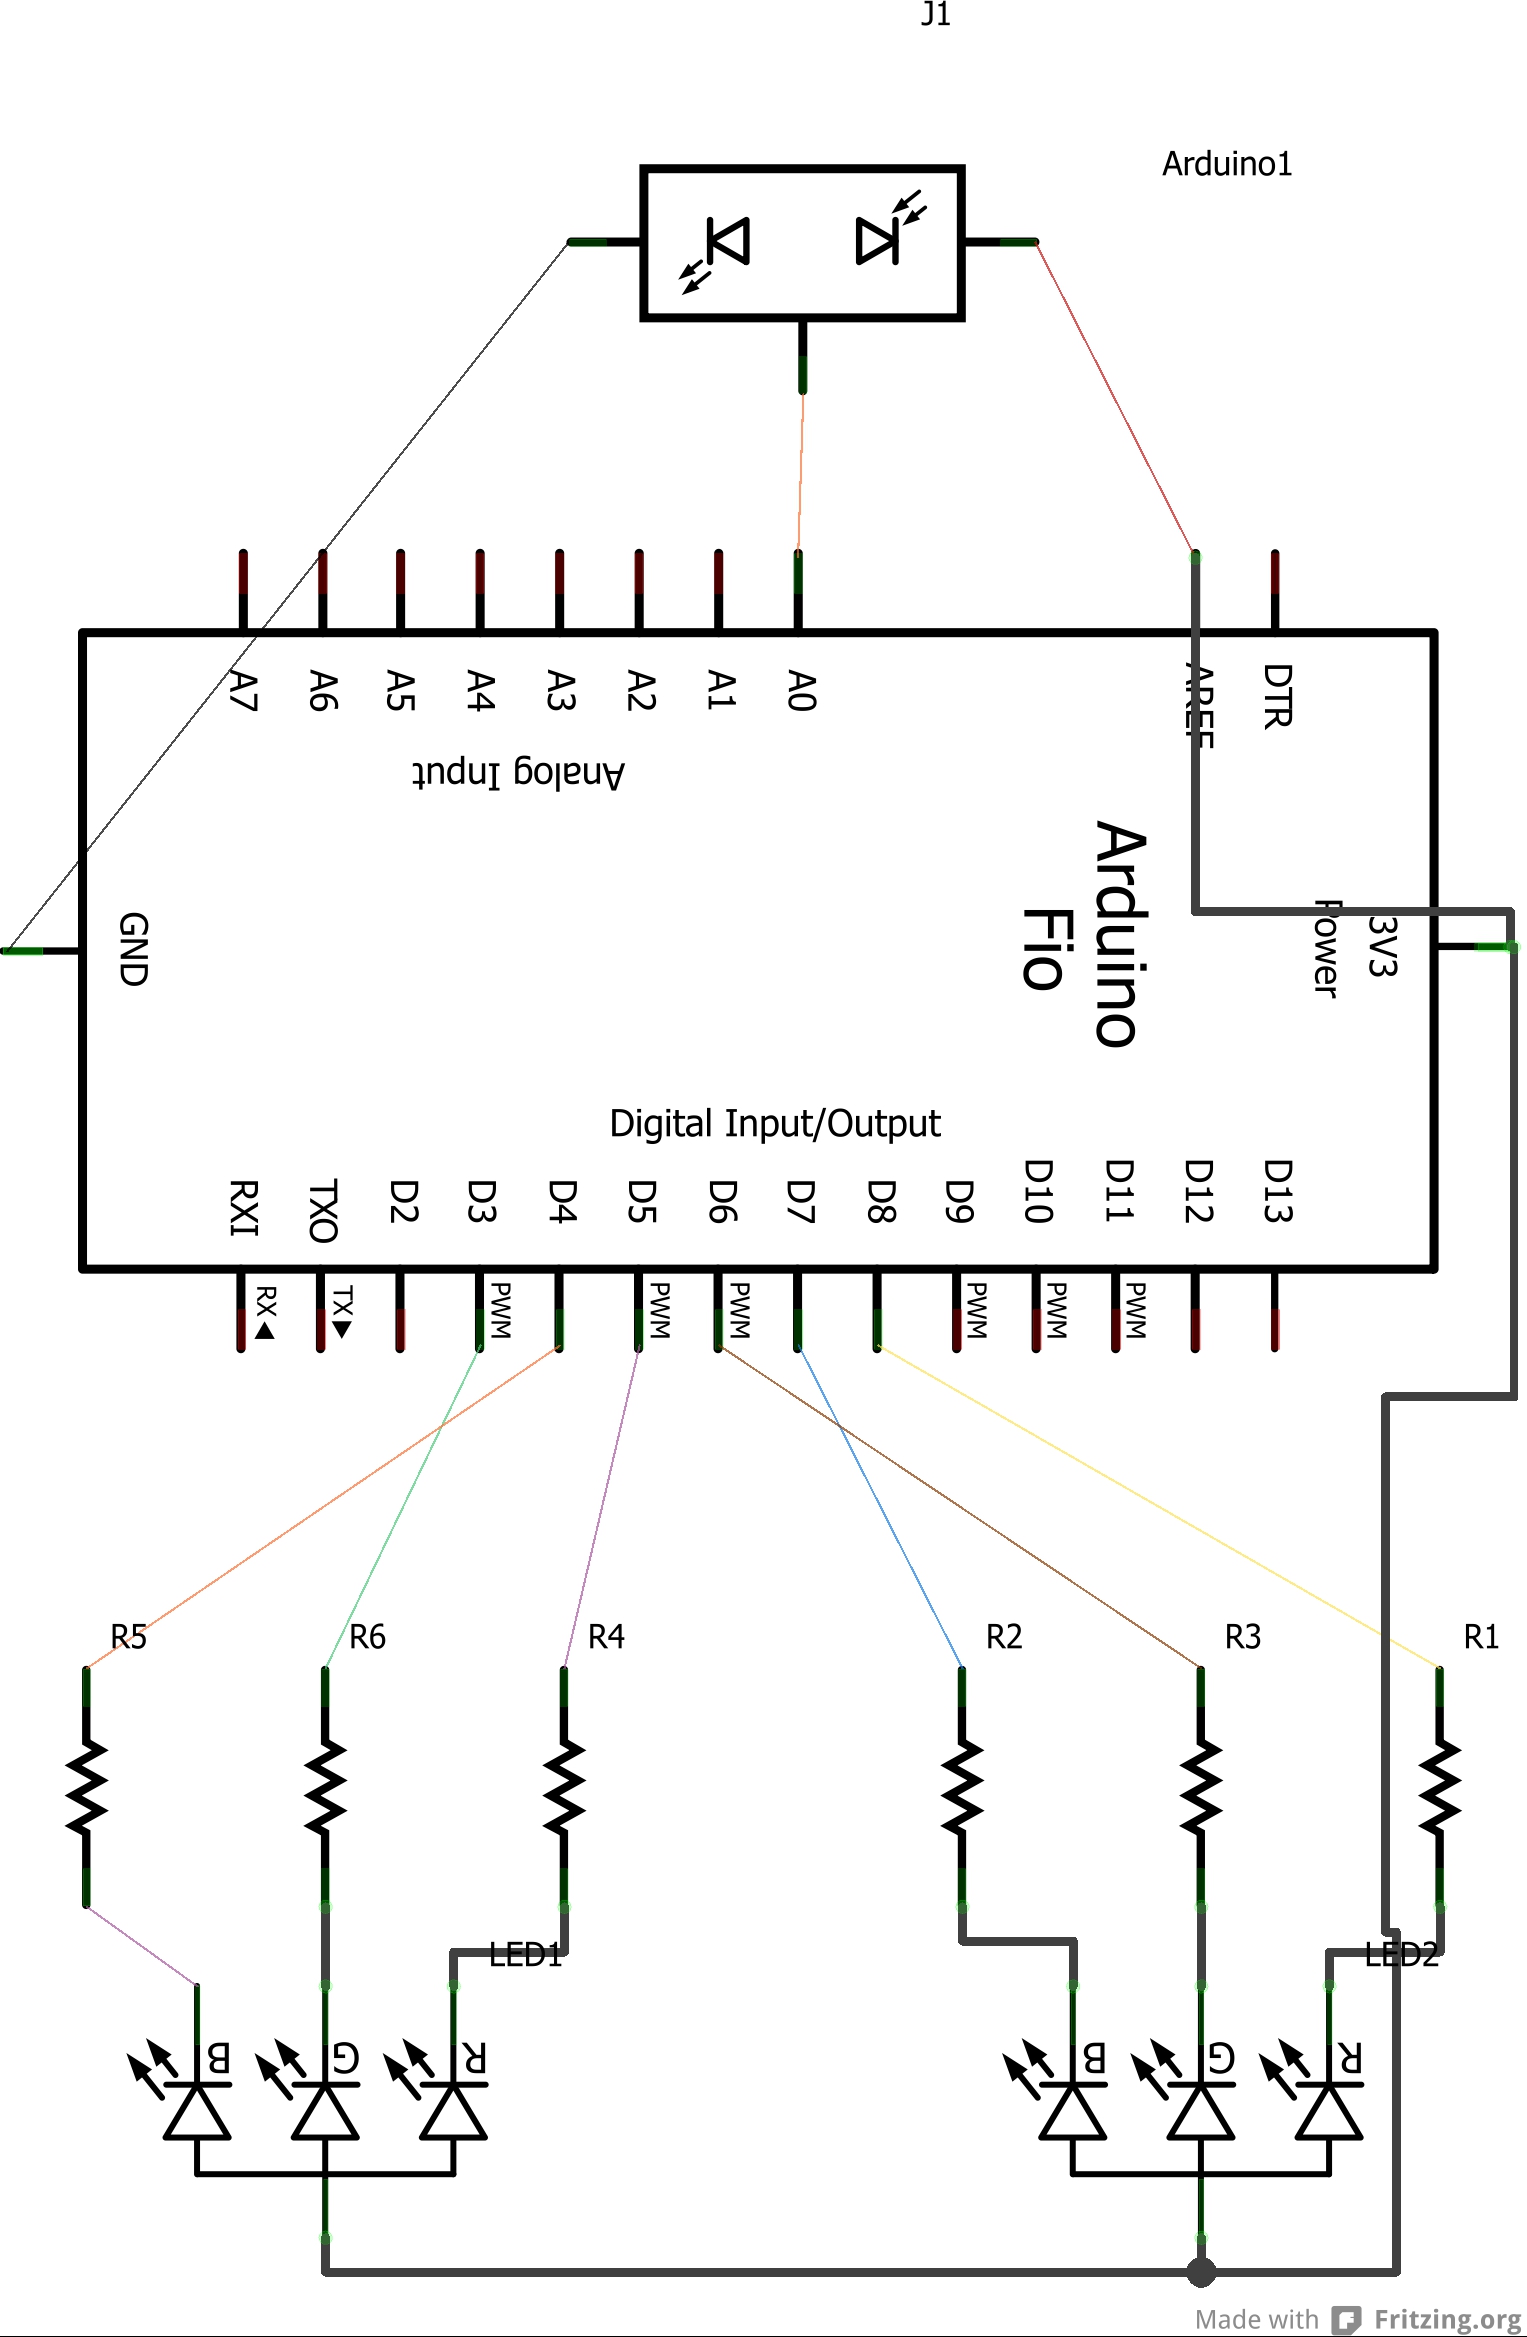 J1
Arduino1
A7
A6
A5
A4
A3
A2
A1
A0
AREF
DTR
Analog Input
Arduino
Fio
GND
Power
3V3
Digital Input/Output
RXI
TXO
D2
D3
D4
D5
D6
D7
D8
D9
D10
D11
D12
D13
RX
TX
PWM
PWM
PWM
PWM
PWM
PWM
R5
R6
R4
R2
R3
R1
LED1
LED2
B
G
R
B
G
R
Made with Fritzing.org